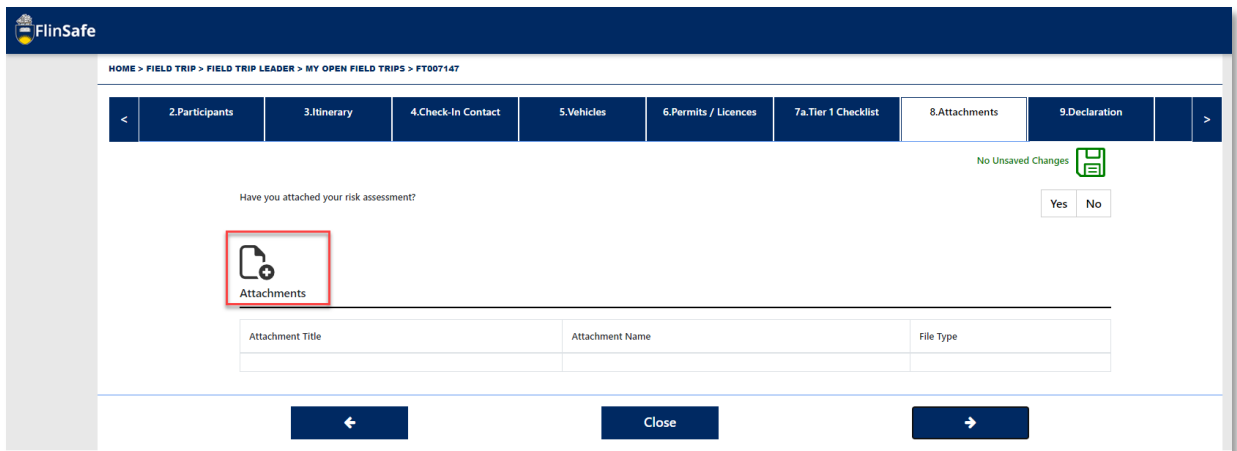 FlinSafe
HOME > FIELD TRIP > FIELD TRIP LEADER > MY OPEN FIELD TRIPS > FT007147
< 2.Participants 3.Itinerary 4.Check-In Contact 5.Vehicles 6.Permits / Licences 7a.Tier 1 Checklist 8.Attachments 9.Declaration >
No Unsaved Changes
Have you attached your risk assessment? Yes No
Attachments
Attachment Title Attachment Name File Type
Close